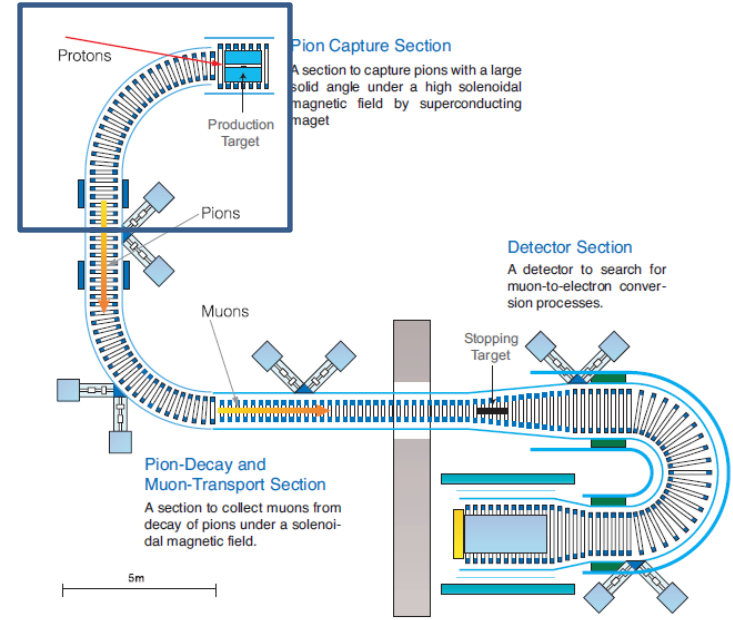 Protons
Pion Capture Section
A section to capture pions with a large
solid angle under a high solenoidal
magnetic field by superconducting
maget
Production
Target
Pions
Detector Section
A detector to search for
muon-to-electron conver-
sion processes.
Muons
Stopping
Target
Pion-Decay and
Muon-Transport Section
A section to collect muons from
decay of pions under a solenoi-
dal magnetic field.
5m